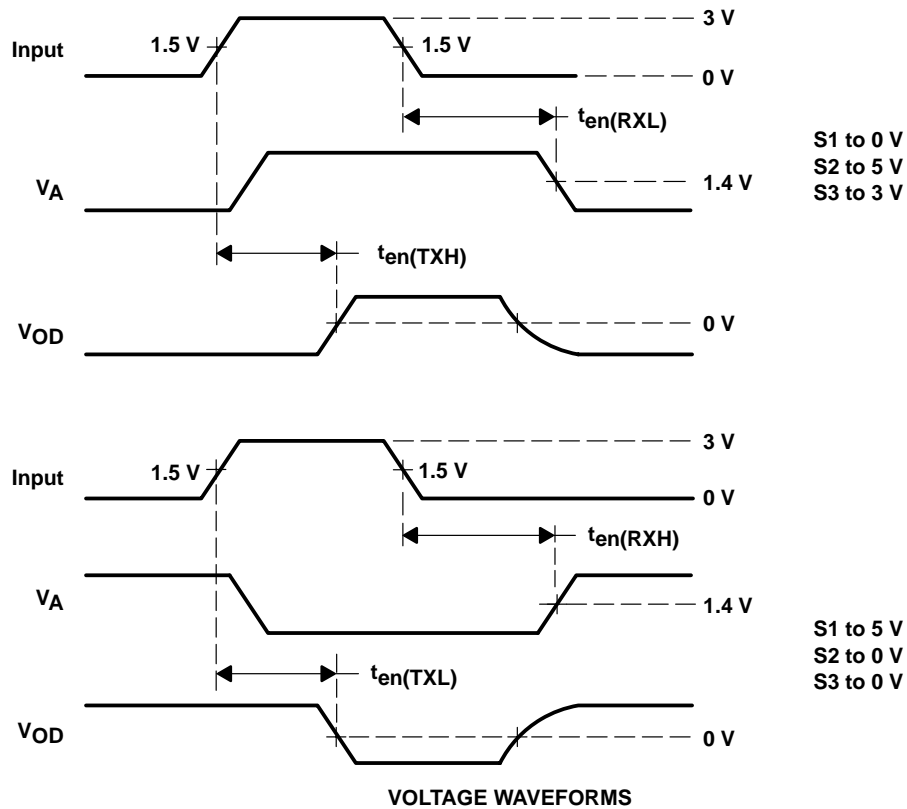 3 V
Input
1.5 V
1.5 V
0 V
ten(RXL)
S1 to 0 V
S2 to 5 V
S3 to 3 V
VA
1.4 V
ten(TXH)
VOD
0 V
3 V
Input
1.5 V
1.5 V
0 V
ten(RXH)
VA
1.4 V
S1 to 5 V
S2 to 0 V
S3 to 0 V
ten(TXL)
VOD
0 V
VOLTAGE WAVEFORMS